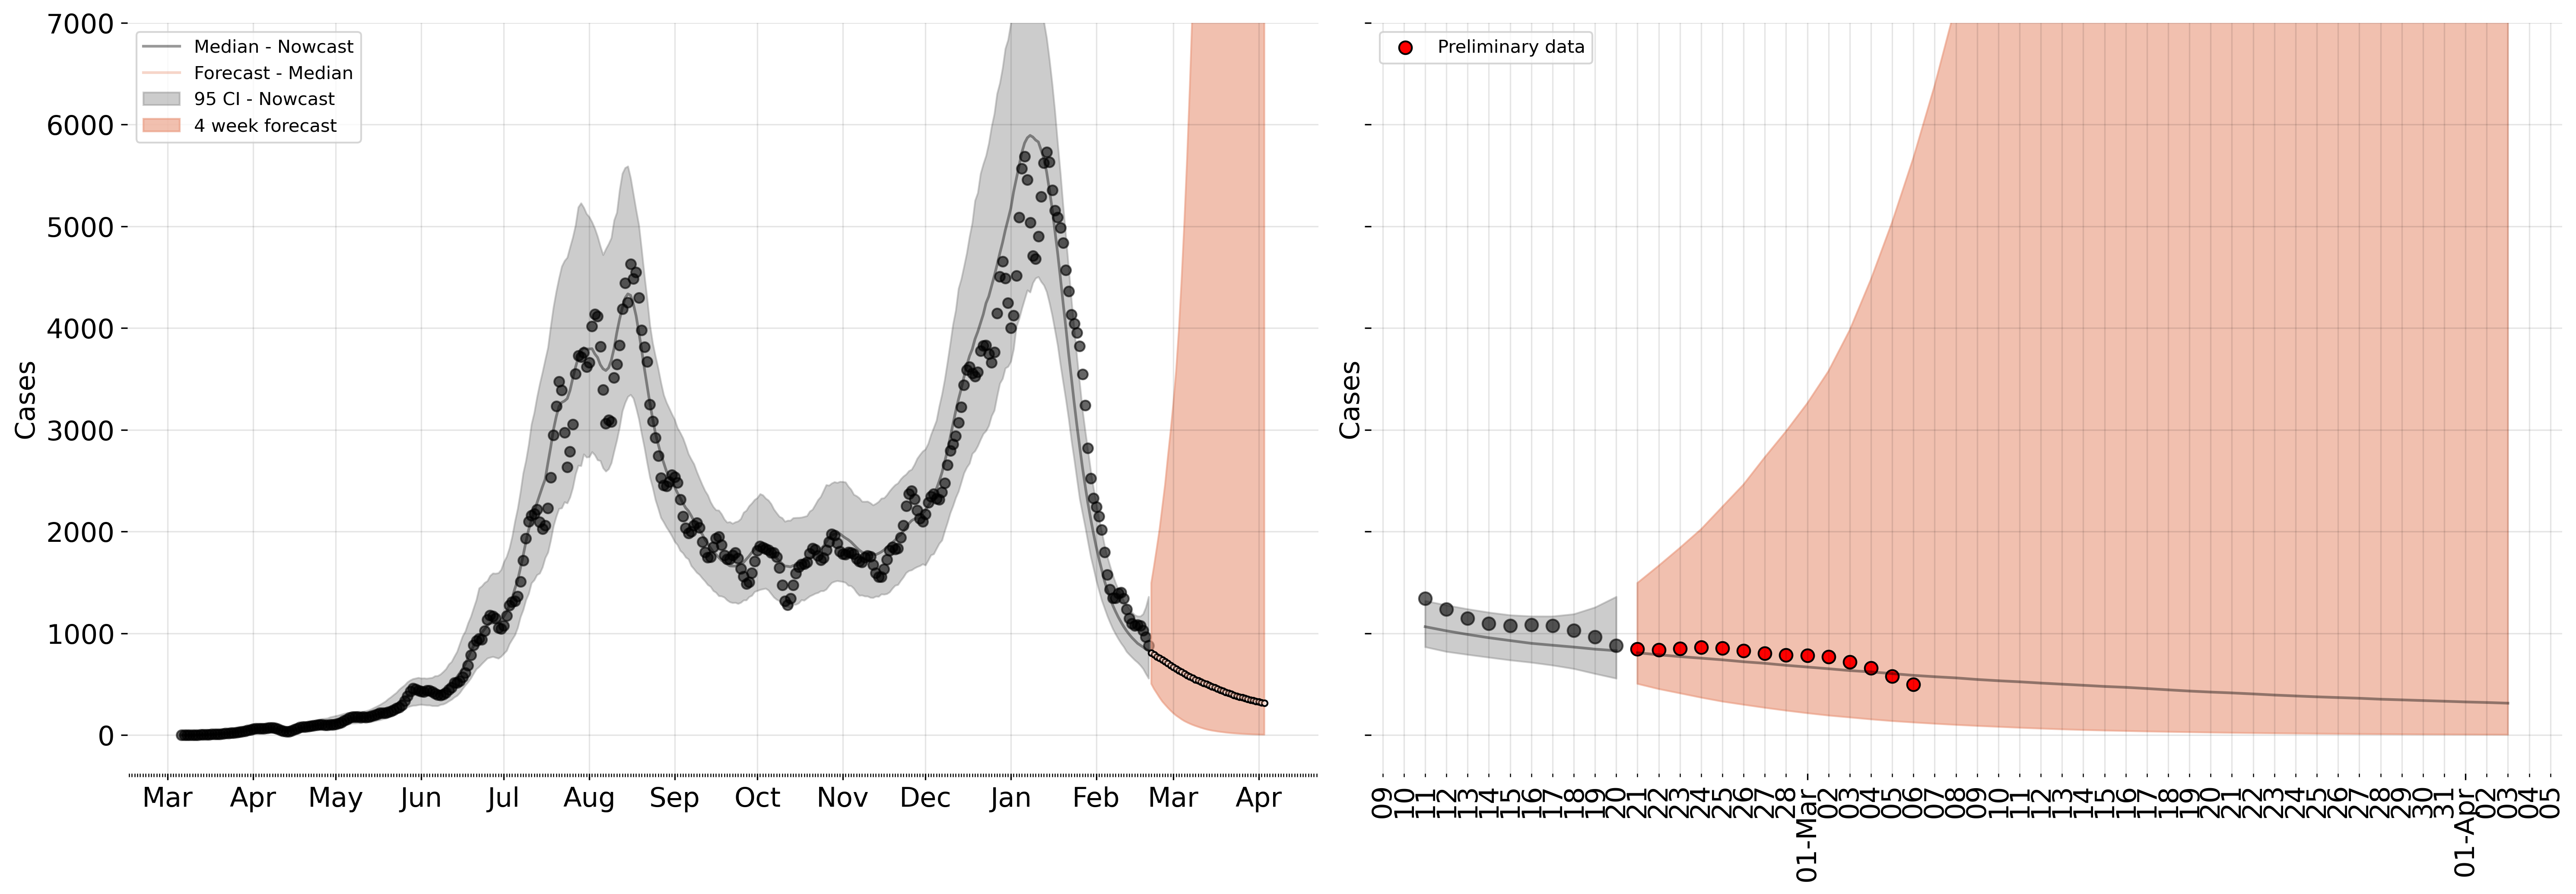 7000
6000
5000
4000
3000
2000
1000
0
Cases
Median - Nowcast
Forecast - Median
95 CI - Nowcast
4 week forecast
Mar Apr May Jun Jul Aug Sep Oct Nov Dec Jan Feb Mar Apr
Cases
Preliminary data
09 10 11 12 13 14 15 16 17 18 19 20 21 22 23 24 25 26 27 28 01-Mar 02 03 04 05 06 07 08 09 10 11 12 13 14 15 16 17 18 19 20 21 22 23 24 25 26 27 28 29 30 31 01-Apr 02 03 04 05